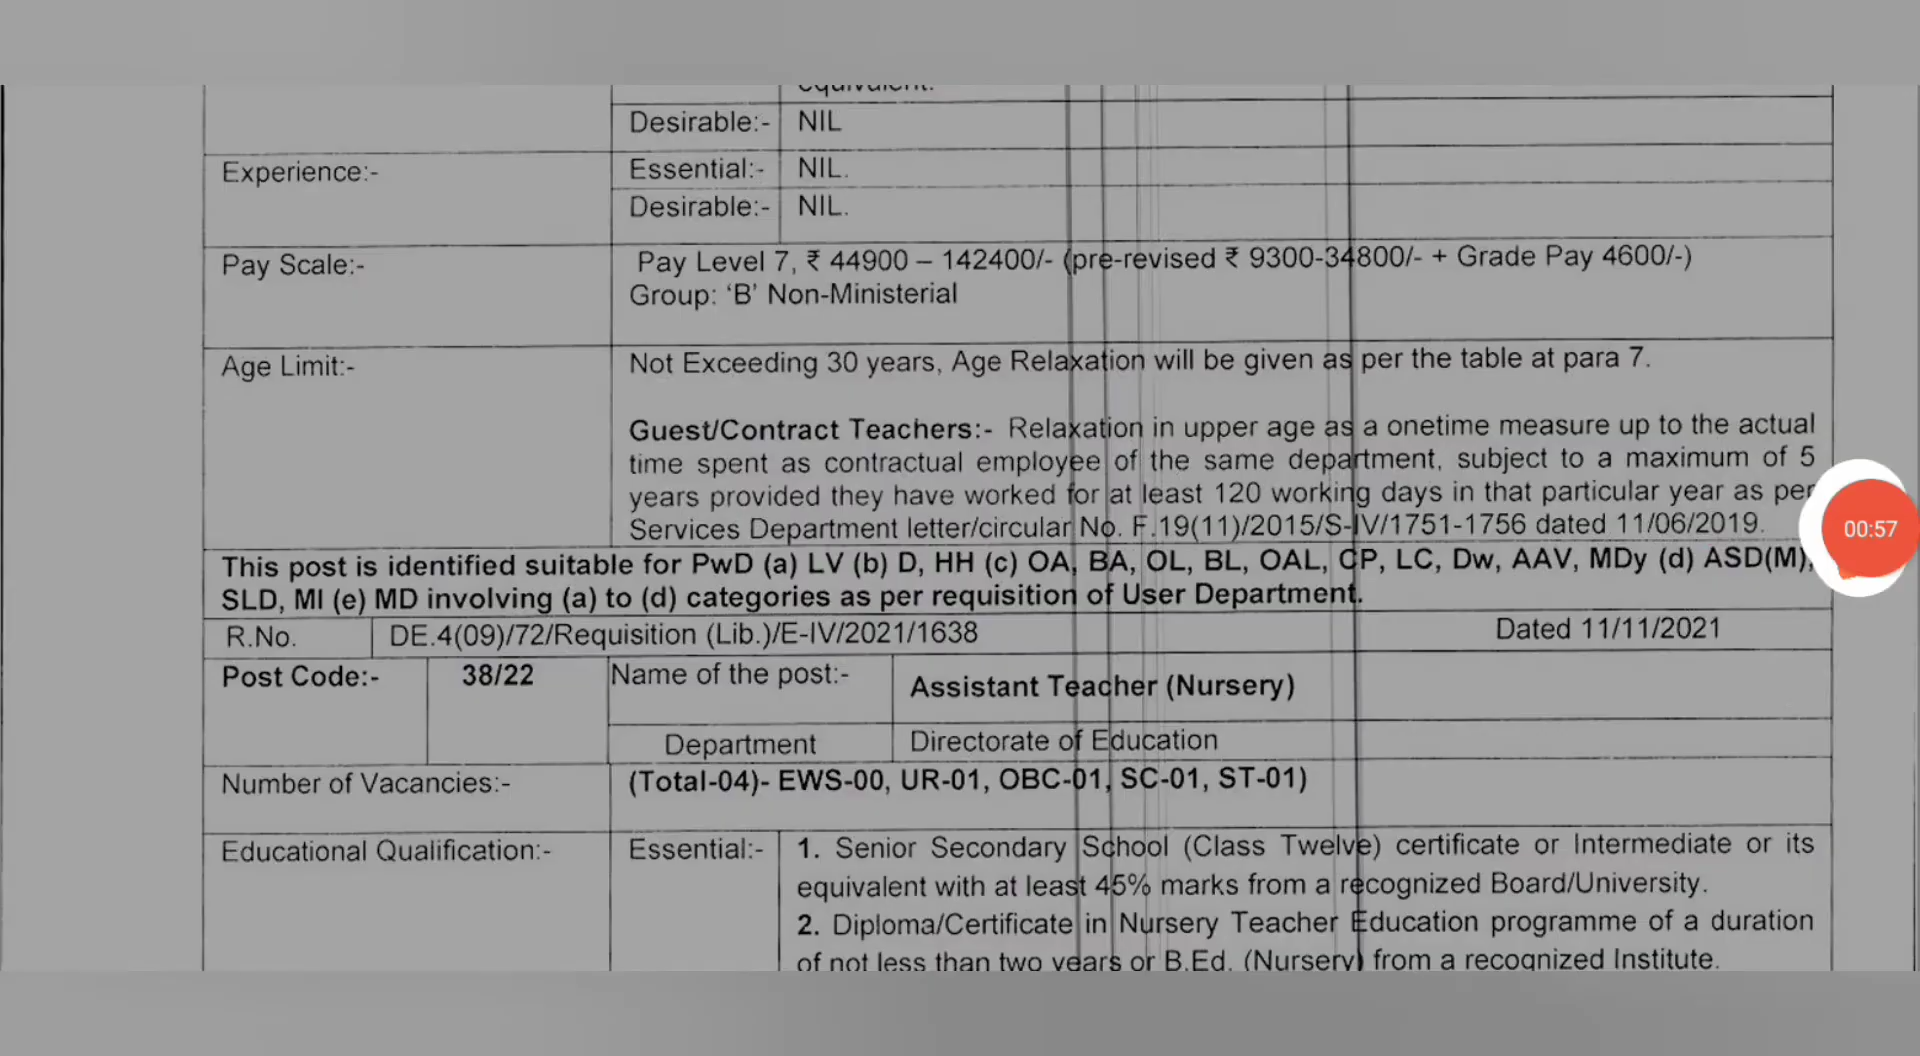 equivalent.
Desirable:- NIL
Experience:- Essential:- NIL.
Desirable:- NIL.
Pay Scale:- Pay Level 7, ₹ 44900 – 142400/- (pre-revised ₹ 9300-34800/- + Grade Pay 4600/-)
Group: ‘B’ Non-Ministerial
Age Limit:- Not Exceeding 30 years, Age Relaxation will be given as per the table at para 7.
Guest/Contract Teachers:- Relaxation in upper age as a onetime measure up to the actual
time spent as contractual employee of the same department, subject to a maximum of 5
years provided they have worked for at least 120 working days in that particular year as per
Services Department letter/circular No. F.19(11)/2015/S-IV/1751-1756 dated 11/06/2019.
00:57
This post is identified suitable for PwD (a) LV (b) D, HH (c) OA, BA, OL, BL, OAL, CP, LC, Dw, AAV, MDy (d) ASD(M),
SLD, MI (e) MD involving (a) to (d) categories as per requisition of User Department.
R.No. DE.4(09)/72/Requisition (Lib.)/E-IV/2021/1638 Dated 11/11/2021
Post Code:- 38/22 Name of the post:- Assistant Teacher (Nursery)
Department Directorate of Education
Number of Vacancies:- (Total-04)- EWS-00, UR-01, OBC-01, SC-01, ST-01)
Educational Qualification:- Essential:- 1. Senior Secondary School (Class Twelve) certificate or Intermediate or its
equivalent with at least 45% marks from a recognized Board/University.
2. Diploma/Certificate in Nursery Teacher Education programme of a duration
of not less than two years or B.Ed. (Nursery) from a recognized Institute.